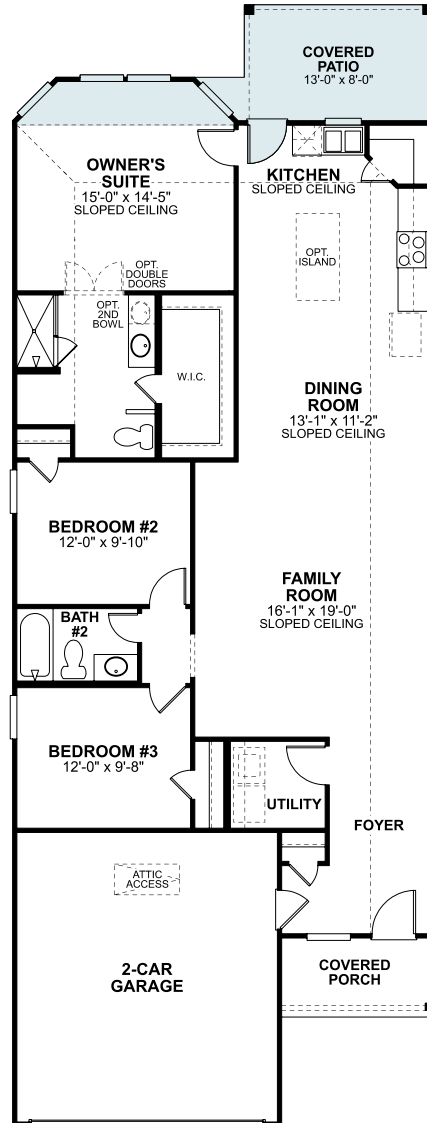 COVERED
PATIO
13'-0" x 8'-0"
OWNER'S
SUITE
15'-0" x 14'-5"
SLOPED CEILING
KITCHEN
SLOPED CEILING
OPT.
ISLAND
OPT.
DOUBLE
DOORS
OPT.
2ND
BOWL
W.I.C.
DINING
ROOM
13'-1" x 11'-2"
SLOPED CEILING
BEDROOM #2
12'-0" x 9'-10"
FAMILY
ROOM
16'-1" x 19'-0"
SLOPED CEILING
BATH
#2
BEDROOM #3
12'-0" x 9'-8"
UTILITY
FOYER
ATTIC
ACCESS
2-CAR
GARAGE
COVERED
PORCH